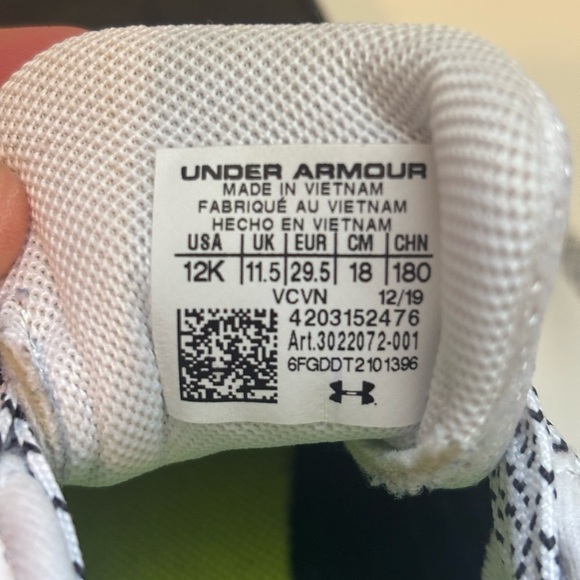 UNDER ARMOUR
MADE IN VIETNAM
FABRIQUÉ AU VIETNAM
HECHO EN VIETNAM
USA | UK | EUR | CM | CHN
12K | 11.5 | 29.5 | 18 | 180
VCVN 12/19
4203152476
Art.3022072-001
6FGDDT2101396